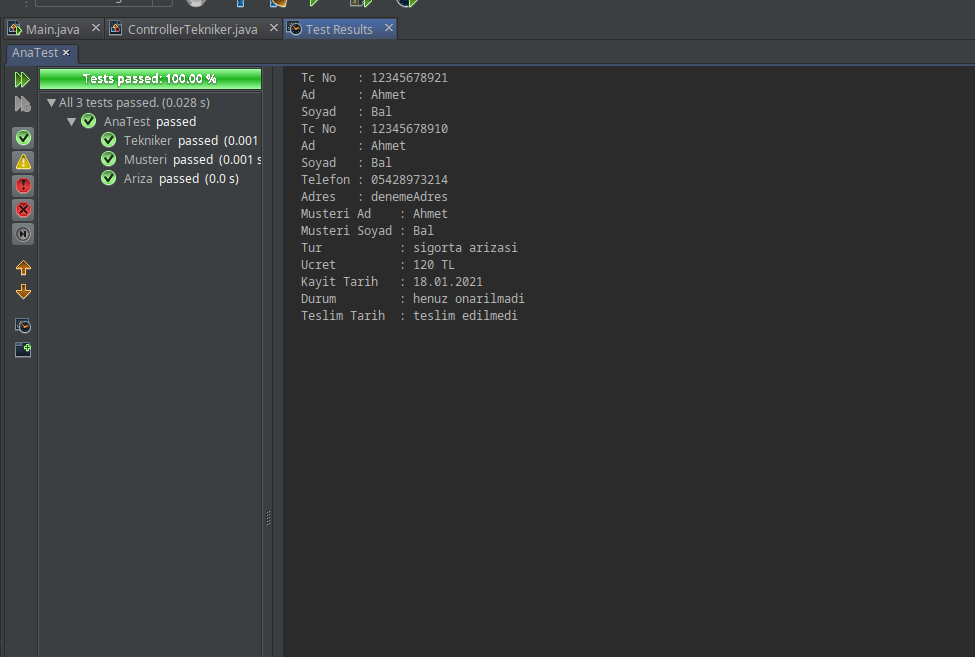 Main.java
ControllerTekniker.java
Test Results
AnaTest
Tests passed: 100.00 %
All 3 tests passed. (0.028 s)
AnaTest passed
Tekniker passed (0.001
Musteri passed (0.001 s
Ariza passed (0.0 s)
Tc No : 12345678921
Ad : Ahmet
Soyad : Bal
Tc No : 12345678910
Ad : Ahmet
Soyad : Bal
Telefon : 05428973214
Adres : denemeAdres
Musteri Ad : Ahmet
Musteri Soyad : Bal
Tur : sigorta arizasi
Ucret : 120 TL
Kayit Tarih : 18.01.2021
Durum : henuz onarilmadi
Teslim Tarih : teslim edilmedi